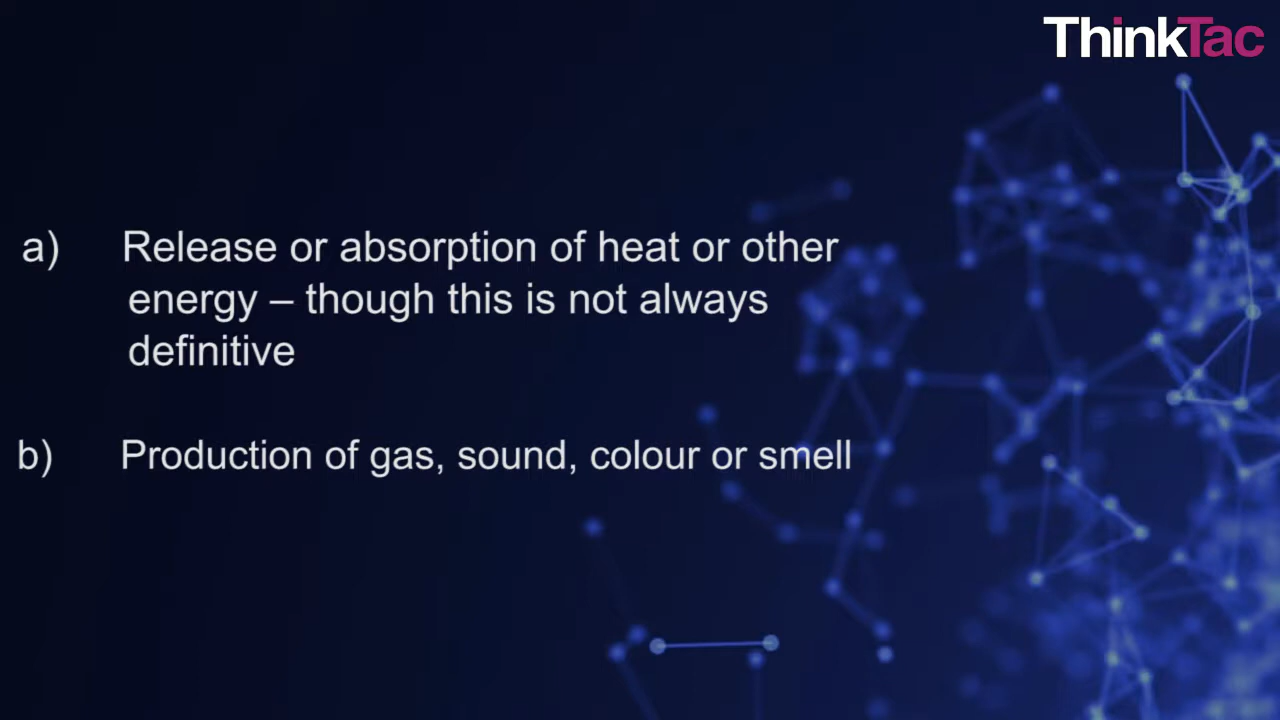 ThinkTac
a) Release or absorption of heat or other
energy – though this is not always
definitive
b) Production of gas, sound, colour or smell